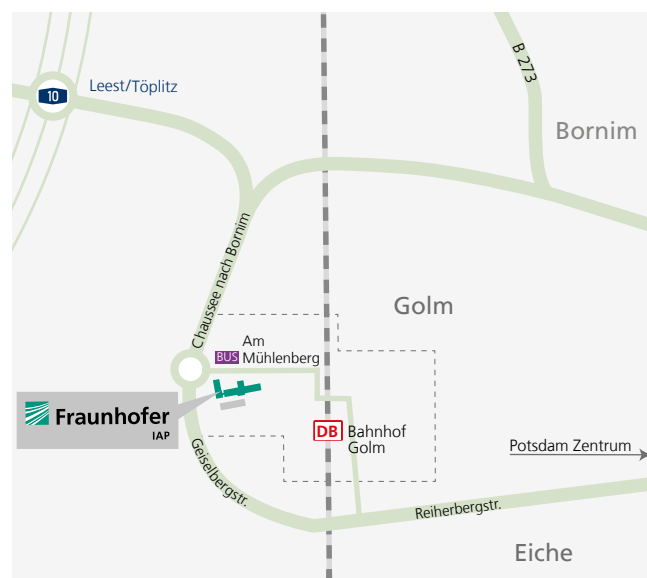 B 273
10
Leest/Töplitz
Bornim
Chaussee nach Bornim
Golm
Am
BUS
Mühlenberg
Fraunhofer
IAP
DB
Bahnhof
Golm
Geiselbergstr.
Potsdam Zentrum
Reiherbergstr.
Eiche